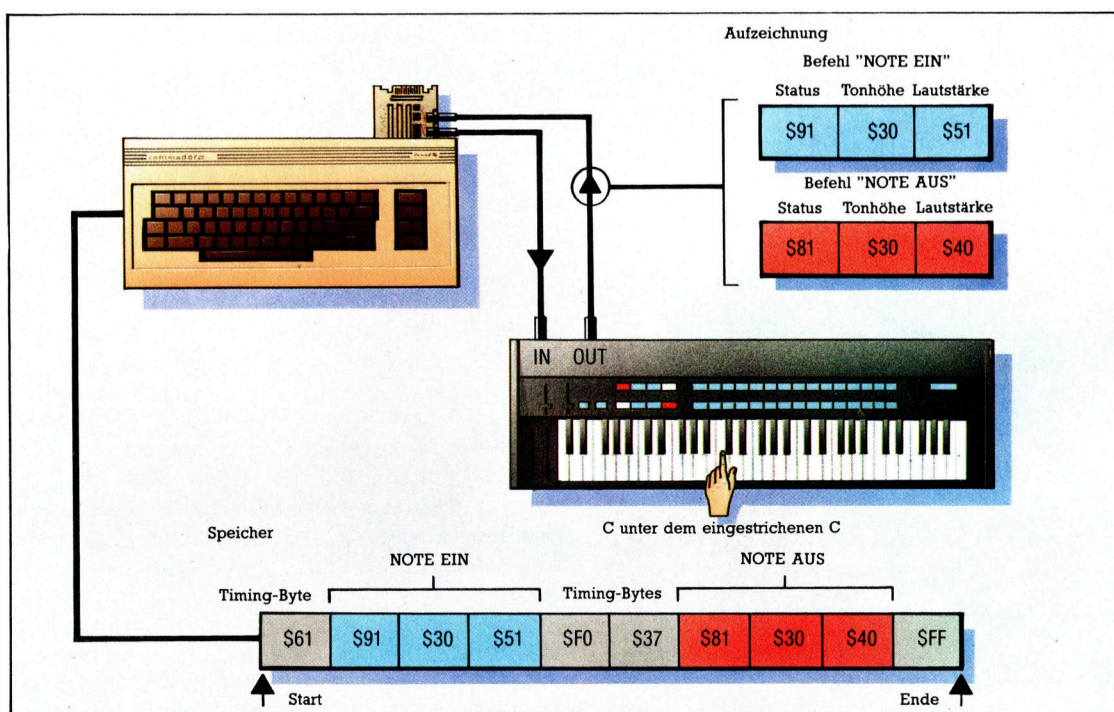 Aufzeichnung
Befehl "NOTE EIN"
Status Tonhöhe Lautstärke
$91 $30 $51
Befehl "NOTE AUS"
Status Tonhöhe Lautstärke
$81 $30 $40
commodore
IN OUT
C unter dem eingestrichenen C
Speicher
NOTE EIN NOTE AUS
Timing-Byte Timing-Bytes
$61 $91 $30 $51 $F0 $37 $81 $30 $40 $FF
Start Ende